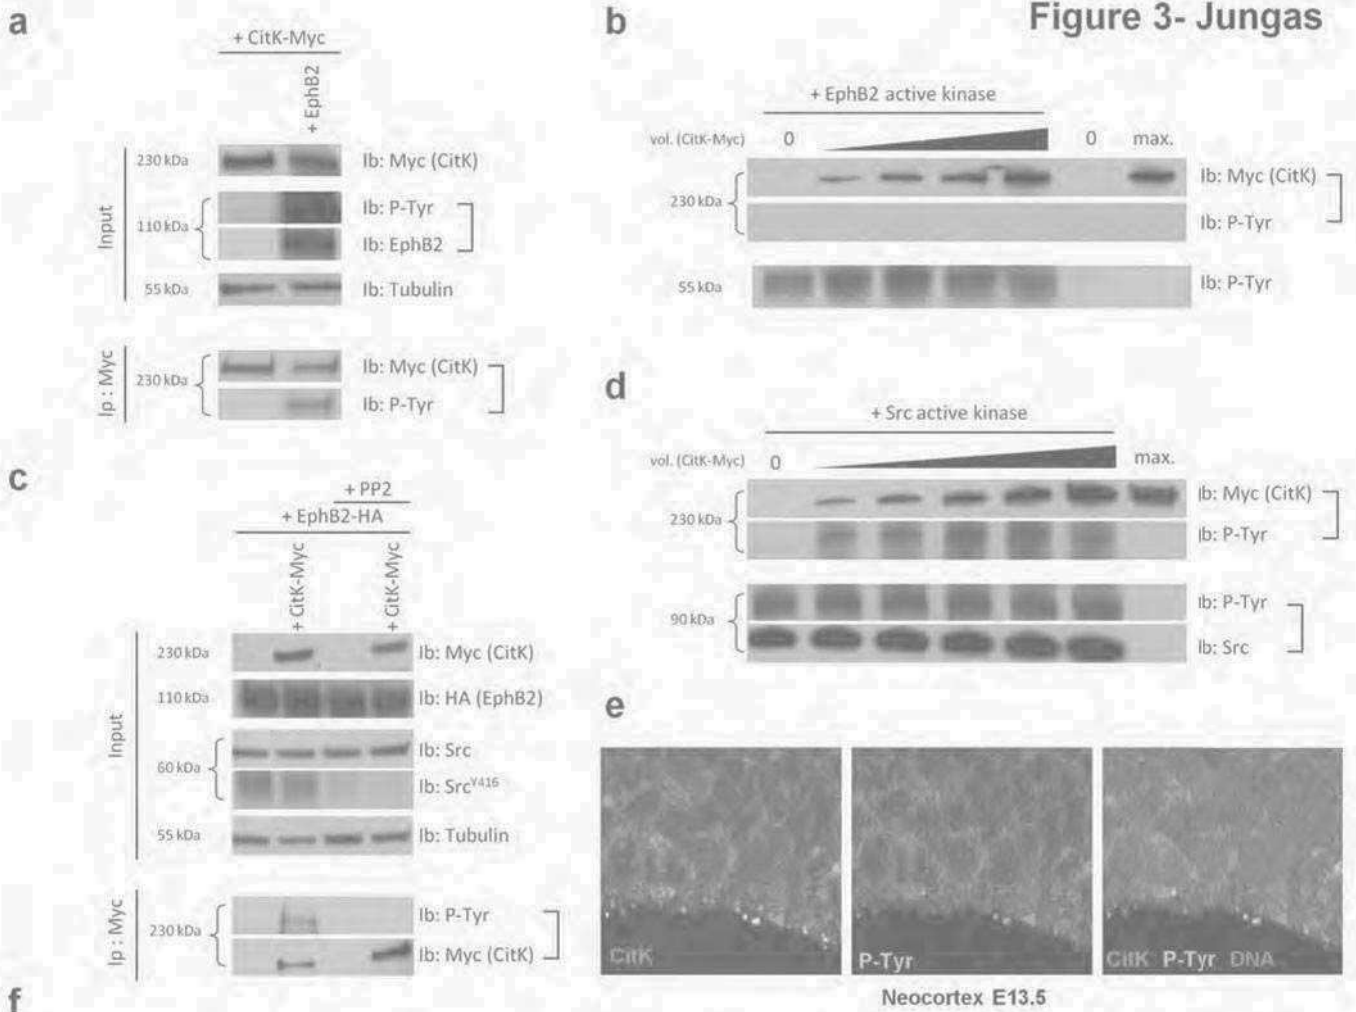 Figure 3- Jungas
a
+ CitK-Myc
+ EphB2
Input
230 kDa
Ib: Myc (CitK)
Ib: P-Tyr
110 kDa
Ib: EphB2
55 kDa
Ib: Tubulin
Ip : Myc
Ib: Myc (CitK)
230 kDa
Ib: P-Tyr
b
+ EphB2 active kinase
vol. (CitK-Myc) 0 0 max.
Ib: Myc (CitK)
230 kDa
Ib: P-Tyr
55 kDa
Ib: P-Tyr
c
+ PP2
+ EphB2-HA
+ CitK-Myc
+ CitK-Myc
Input
230 kDa
Ib: Myc (CitK)
110 kDa
Ib: HA (EphB2)
Ib: Src
60 kDa
Ib: SrcY416
55 kDa
Ib: Tubulin
Ip : Myc
Ib: P-Tyr
230 kDa
Ib: Myc (CitK)
d
+ Src active kinase
vol. (CitK-Myc) 0 max.
Ib: Myc (CitK)
230 kDa
Ib: P-Tyr
Ib: P-Tyr
90 kDa
Ib: Src
e
CitK
P-Tyr
CitK P-Tyr DNA
Neocortex E13.5
f